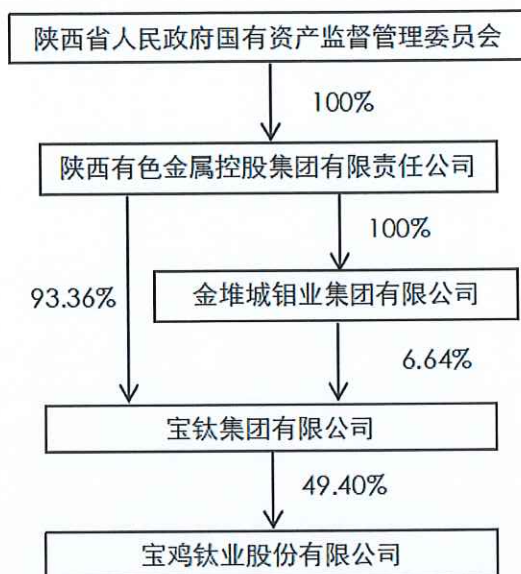 陕西省人民政府国有资产监督管理委员会
100%
陕西有色金属控股集团有限责任公司
100%
93.36%
金堆城钼业集团有限公司
6.64%
宝钛集团有限公司
49.40%
宝鸡钛业股份有限公司